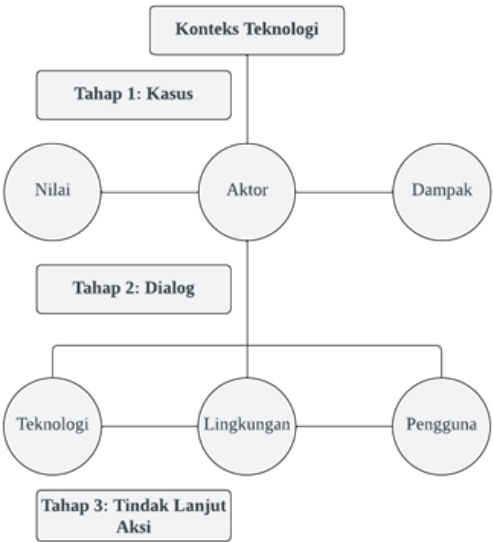 Konteks Teknologi
Tahap 1: Kasus
Nilai
Aktor
Dampak
Tahap 2: Dialog
Teknologi
Lingkungan
Pengguna
Tahap 3: Tindak Lanjut
Aksi